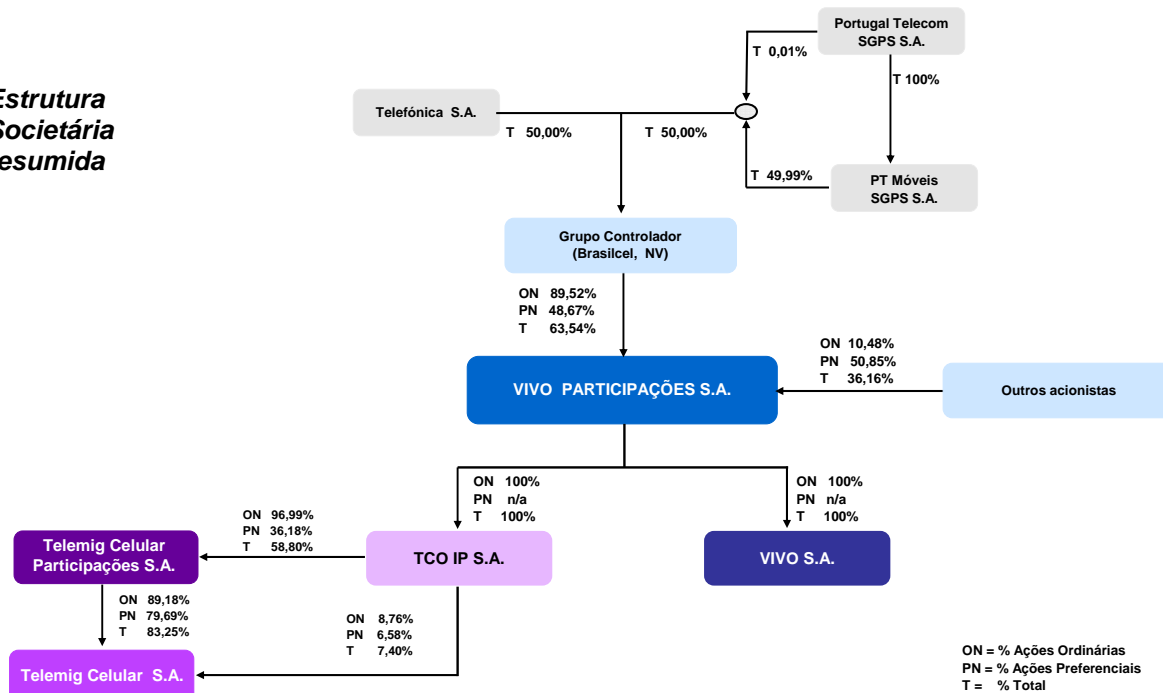 Portugal Telecom
SGPS S.A.
T 0,01%
T 100%
Estrutura
Societária
Telefónica S.A.
T 50,00%
T 50,00%
T 49,99%
PT Móveis
SGPS S.A.
Grupo Controlador
(Brasilcel, NV)
ON 89,52%
PN 48,67%
T 63,54%
ON 10,48%
PN 50,85%
T 36,16%
VIVO PARTICIPAÇÕES S.A.
Outros acionistas
ON 100%
PN n/a
T 100%
ON 100%
PN n/a
T 100%
ON 96,99%
PN 36,18%
T 58,80%
Telemig Celular
Participações S.A.
TCO IP S.A.
VIVO S.A.
ON 89,18%
PN 79,69%
T 83,25%
ON 8,76%
PN 6,58%
T 7,40%
Telemig Celular S.A.
ON = % Ações Ordinárias
PN = % Ações Preferenciais
T = % Total